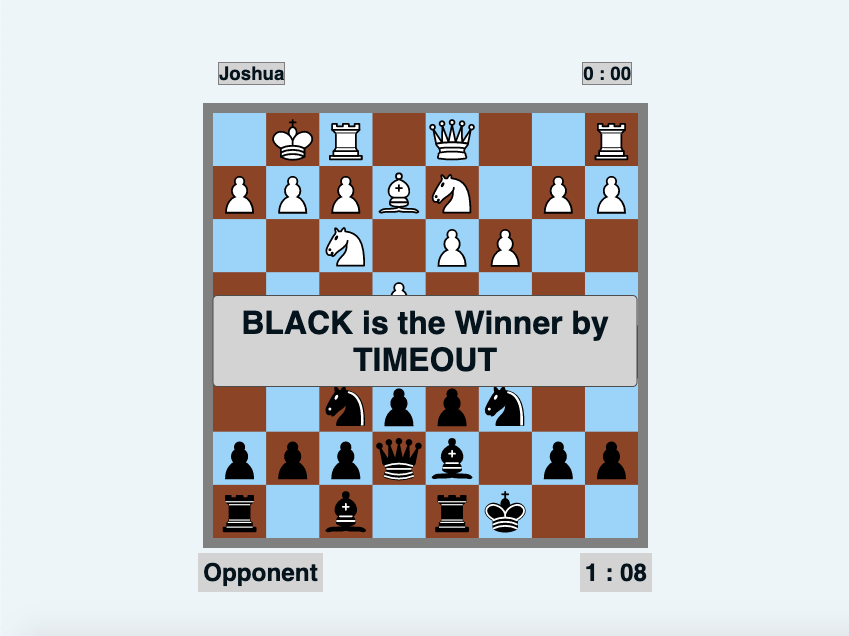 Joshua
0 : 00
BLACK is the Winner by
TIMEOUT
Opponent
1 : 08